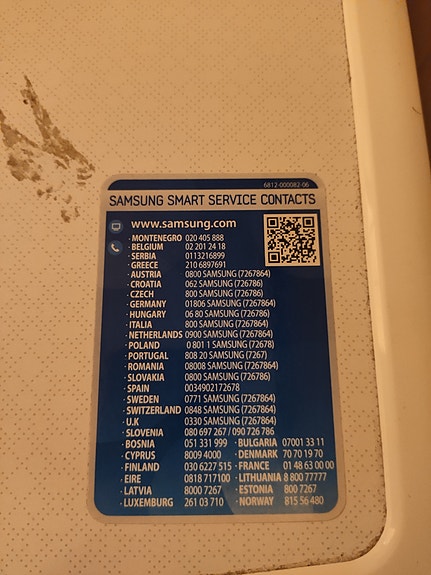 6812-000082-06
SAMSUNG SMART SERVICE CONTACTS
www.samsung.com
· MONTENEGRO 020 405 888
· BELGIUM 02 201 24 18
· SERBIA 0113216899
· GREECE 210 6897691
· AUSTRIA 0800 SAMSUNG (7267864)
· CROATIA 062 SAMSUNG (726786)
· CZECH 800 SAMSUNG (726786)
· GERMANY 01806 SAMSUNG (7267864)
· HUNGARY 06 80 SAMSUNG (726786)
· ITALIA 800 SAMSUNG (7267864)
· NETHERLANDS 0900 SAMSUNG (7267864)
· POLAND 0 801 1 SAMSUNG (72678)
· PORTUGAL 808 20 SAMSUNG (7267)
· ROMANIA 08008 SAMSUNG (7267864)
· SLOVAKIA 0800 SAMSUNG (726786)
· SPAIN 0034902172678
· SWEDEN 0771 SAMSUNG (7267864)
· SWITZERLAND 0848 SAMSUNG (7267864)
· U.K 0330 SAMSUNG (7267864)
· SLOVENIA 080 697 267 / 090 726 786
· BOSNIA 051 331 999 · BULGARIA 07001 33 11
· CYPRUS 8009 4000 · DENMARK 70 70 19 70
· FINLAND 030 6227 515 · FRANCE 01 48 63 00 00
· EIRE 0818 717100 · LITHUANIA 8 800 77777
· LATVIA 8000 7267 · ESTONIA 800 7267
· LUXEMBURG 261 03 710 · NORWAY 815 56 480